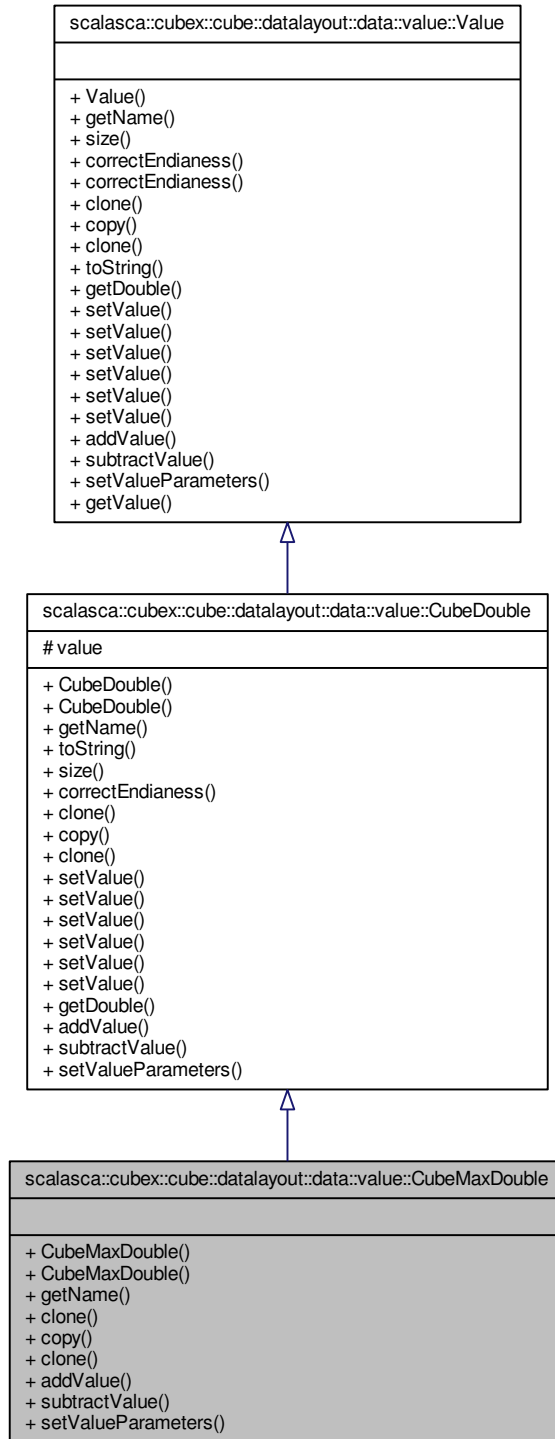 scalasca::cubex::cube::datalayout::data::value::Value
+ Value()
+ getName()
+ size()
+ correctEndianess()
+ correctEndianess()
+ clone()
+ copy()
+ clone()
+ toString()
+ getDouble()
+ setValue()
+ setValue()
+ setValue()
+ setValue()
+ setValue()
+ setValue()
+ addValue()
+ subtractValue()
+ setValueParameters()
+ getValue()
scalasca::cubex::cube::datalayout::data::value::CubeDouble
# value
+ CubeDouble()
+ CubeDouble()
+ getName()
+ toString()
+ size()
+ correctEndianess()
+ clone()
+ copy()
+ clone()
+ setValue()
+ setValue()
+ setValue()
+ setValue()
+ setValue()
+ setValue()
+ getDouble()
+ addValue()
+ subtractValue()
+ setValueParameters()
scalasca::cubex::cube::datalayout::data::value::CubeMaxDouble
+ CubeMaxDouble()
+ CubeMaxDouble()
+ getName()
+ clone()
+ copy()
+ clone()
+ addValue()
+ subtractValue()
+ setValueParameters()